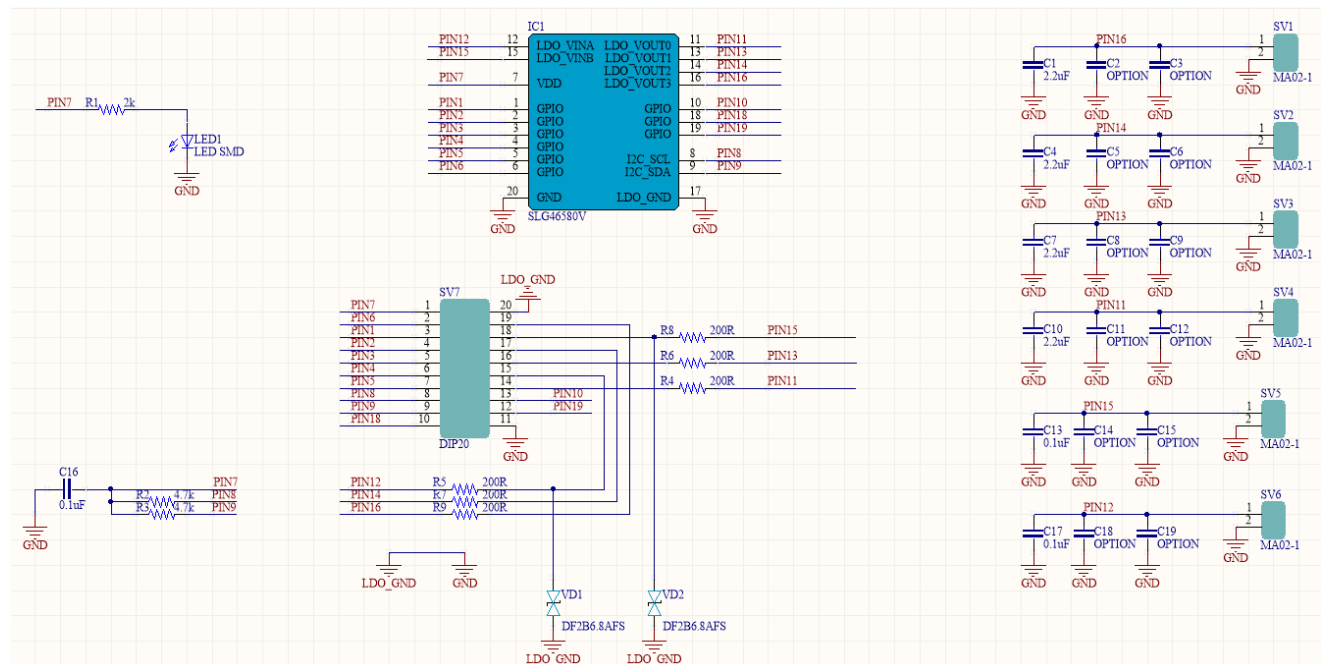 IC1
PIN12 12 LDO_VINA LDO_VOUT0 11 PIN11
PIN15 15 LDO_VINB LDO_VOUT1 13 PIN13
LDO_VOUT2 14 PIN14
PIN7 7 VDD LDO_VOUT3 16 PIN16
PIN1 1 GPIO GPIO 10 PIN10
PIN2 2 GPIO GPIO 18 PIN18
PIN3 3 GPIO GPIO 19 PIN19
PIN4 4 GPIO
PIN5 5 GPIO I2C_SCL 8 PIN8
PIN6 6 GPIO I2C_SDA 9 PIN9
20 GND LDO_GND 17
SLG46580V
GND GND
PIN7 R1 2k
LED1
LED SMD
GND
SV1
PIN16 1
2
C1 C2 C3
2.2uF OPTION OPTION
MA02-1
GND GND GND GND
SV2
PIN14 1
2
C4 C5 C6
2.2uF OPTION OPTION
MA02-1
GND GND GND GND
SV3
PIN13 1
2
C7 C8 C9
2.2uF OPTION OPTION
MA02-1
GND GND GND GND
SV4
PIN11 1
2
C10 C11 C12
2.2uF OPTION OPTION
MA02-1
GND GND GND GND
SV5
PIN15 1
2
C13 C14 C15
0.1uF OPTION OPTION
MA02-1
GND GND GND GND
SV6
PIN12 1
2
C17 C18 C19
0.1uF OPTION OPTION
MA02-1
GND GND GND GND
LDO_GND
SV7
PIN7 1 20
PIN6 2 19
PIN1 3 18 R8 200R PIN15
PIN2 4 17
PIN3 5 16 R6 200R PIN13
PIN4 6 15
PIN5 7 14 R4 200R PIN11
PIN8 8 13 PIN10
PIN9 9 12 PIN19
PIN18 10 11
DIP20
GND
C16
0.1uF
GND
PIN7
R2 4.7k PIN8
R3 4.7k PIN9
PIN12 R5 200R
PIN14 R7 200R
PIN16 R9 200R
LDO_GND GND
VD1 VD2
DF2B6.8AFS DF2B6.8AFS
LDO_GND LDO_GND